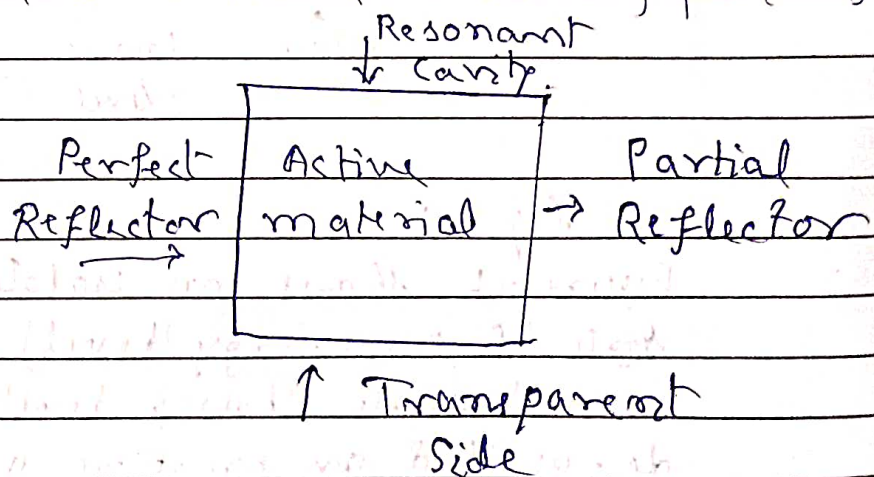 Resonant
Cavity.
Perfect Active Partial
Reflector material Reflector
Transparent
Side